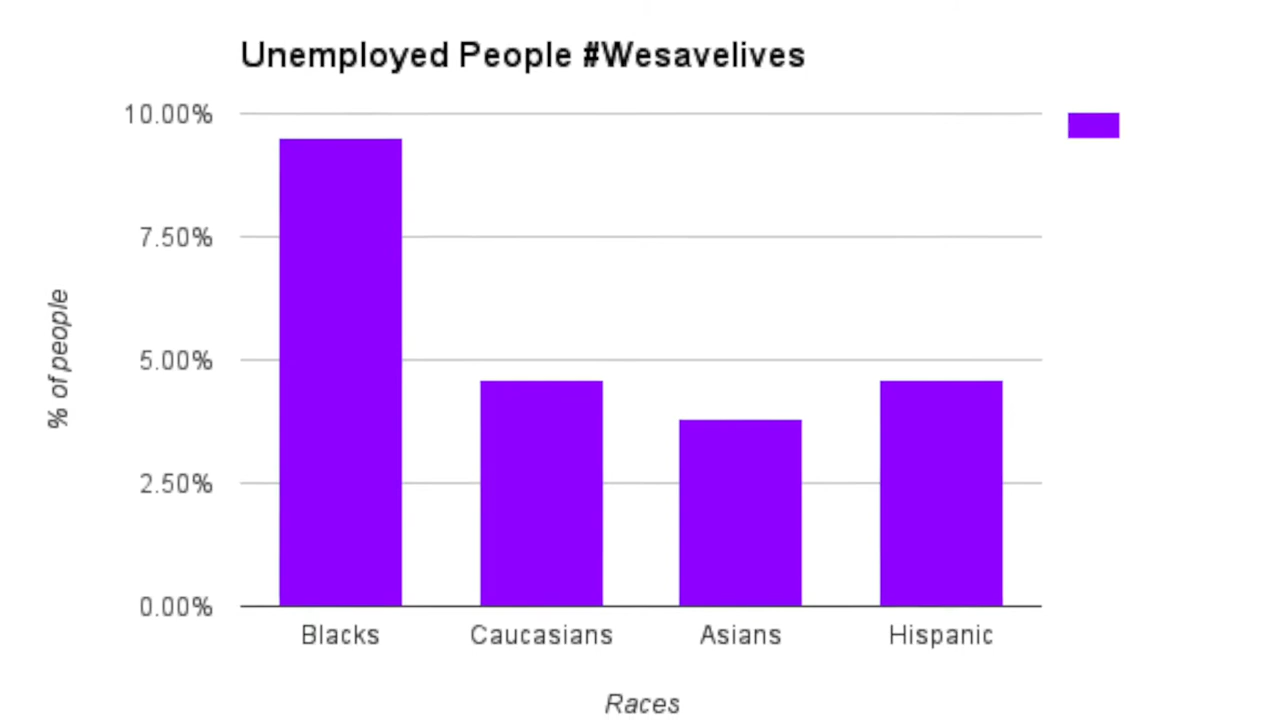 Unemployed People #Wesavelives
10.00%
7.50%
5.00%
2.50%
0.00%
% of people
Blacks
Caucasians
Asians
Hispanic
Races